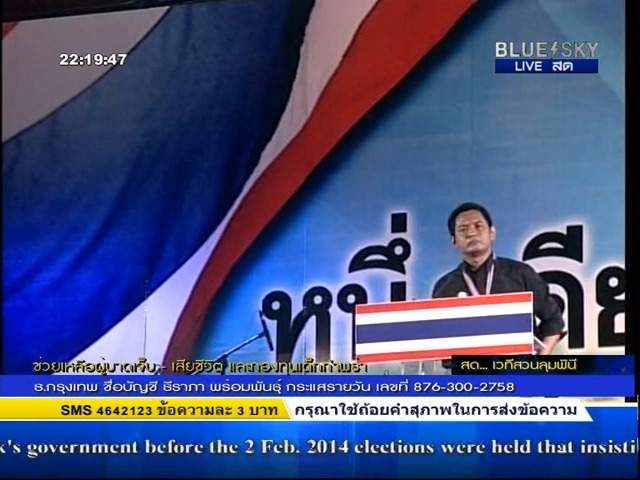 22:19:47
BLUE SKY
LIVE สด
หนึ่ง
ช่วยเหลือผู้บาดเจ็บ - เสียชีวิต และกองทุนเด็กกำพร้า
สด... เวทีสวนลุมพินี
ธ.กรุงเทพ ชื่อบัญชี ธีราภา พร้อมพันธุ์ กระแสรายวัน เลขที่ 876-300-2758
SMS 4642123 ข้อความละ 3 บาท กรุณาใช้ถ้อยคำสุภาพในการส่งข้อความ
k's government before the 2 Feb. 2014 elections were held that insisti